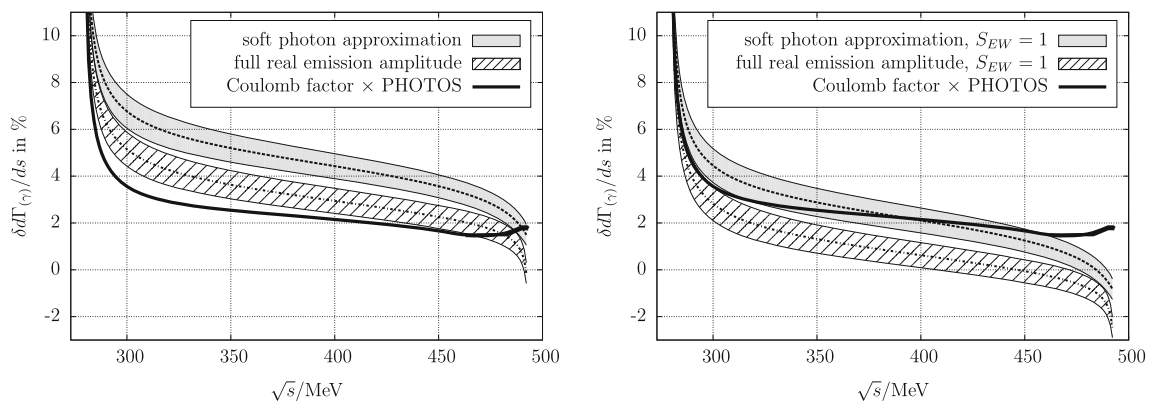 10
8
6
4
2
0
-2
δdΓ(γ)/ds in %
soft photon approximation
full real emission amplitude
Coulomb factor × PHOTOS
300 350 400 450 500
√s/MeV
10
8
6
4
2
0
-2
δdΓ(γ)/ds in %
soft photon approximation, S_EW = 1
full real emission amplitude, S_EW = 1
Coulomb factor × PHOTOS
300 350 400 450 500
√s/MeV